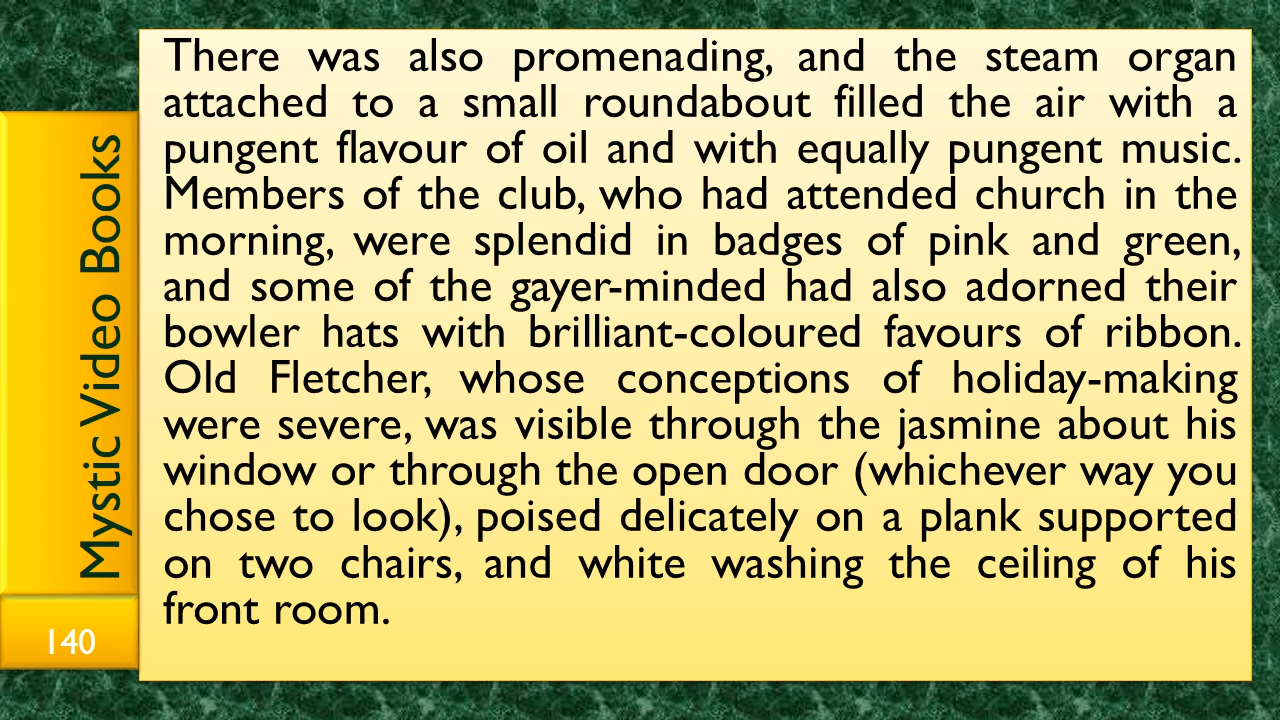 There was also promenading, and the steam organ
attached to a small roundabout filled the air with a
pungent flavour of oil and with equally pungent music.
Members of the club, who had attended church in the
morning, were splendid in badges of pink and green,
and some of the gayer-minded had also adorned their
bowler hats with brilliant-coloured favours of ribbon.
Old Fletcher, whose conceptions of holiday-making
were severe, was visible through the jasmine about his
window or through the open door (whichever way you
chose to look), poised delicately on a plank supported
on two chairs, and white washing the ceiling of his
front room.
Mystic Video Books
140